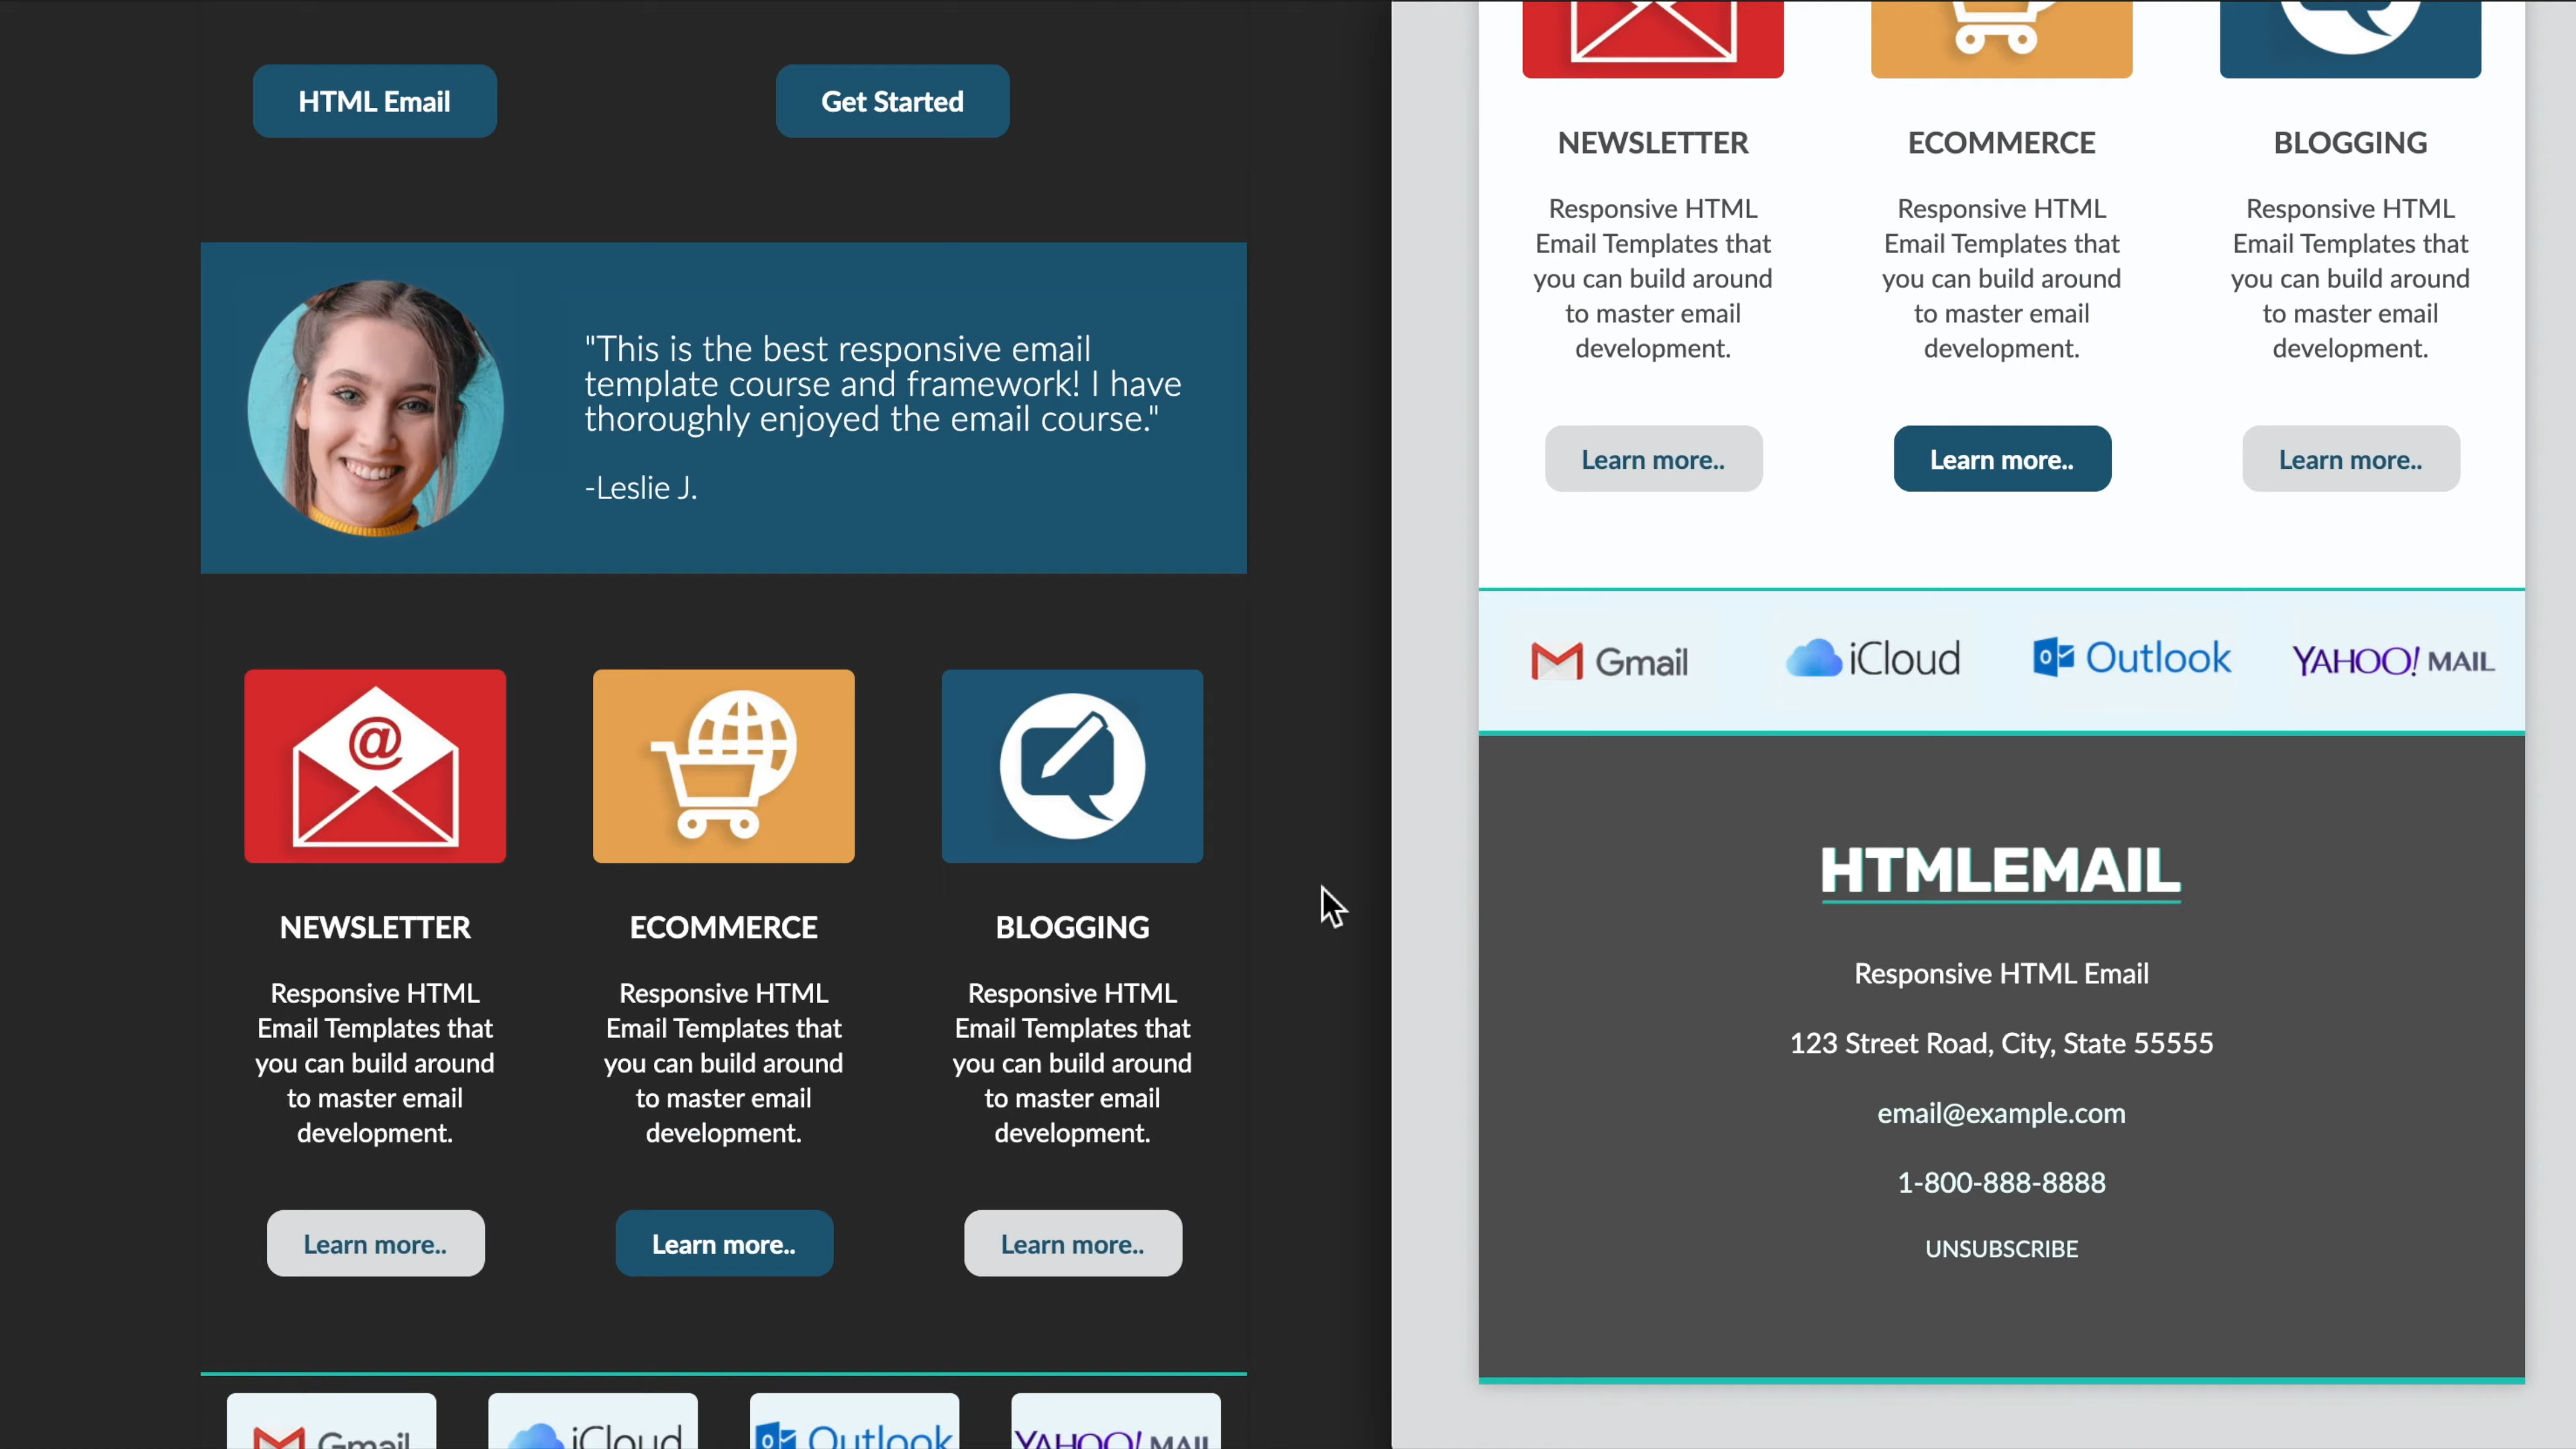 HTML Email
Get Started
"This is the best responsive email
template course and framework! I have
thoroughly enjoyed the email course."
-Leslie J.
@
NEWSLETTER
Responsive HTML
Email Templates that
you can build around
to master email
development.
Learn more..
ECOMMERCE
Responsive HTML
Email Templates that
you can build around
to master email
development.
Learn more..
BLOGGING
Responsive HTML
Email Templates that
you can build around
to master email
development.
Learn more..
Gmail
iCloud
Outlook
YAHOO! MAIL
NEWSLETTER
Responsive HTML
Email Templates that
you can build around
to master email
development.
Learn more..
ECOMMERCE
Responsive HTML
Email Templates that
you can build around
to master email
development.
Learn more..
BLOGGING
Responsive HTML
Email Templates that
you can build around
to master email
development.
Learn more..
Gmail
iCloud
Outlook
YAHOO! MAIL
HTMLEMAIL
Responsive HTML Email
123 Street Road, City, State 55555
email@example.com
1-800-888-8888
UNSUBSCRIBE